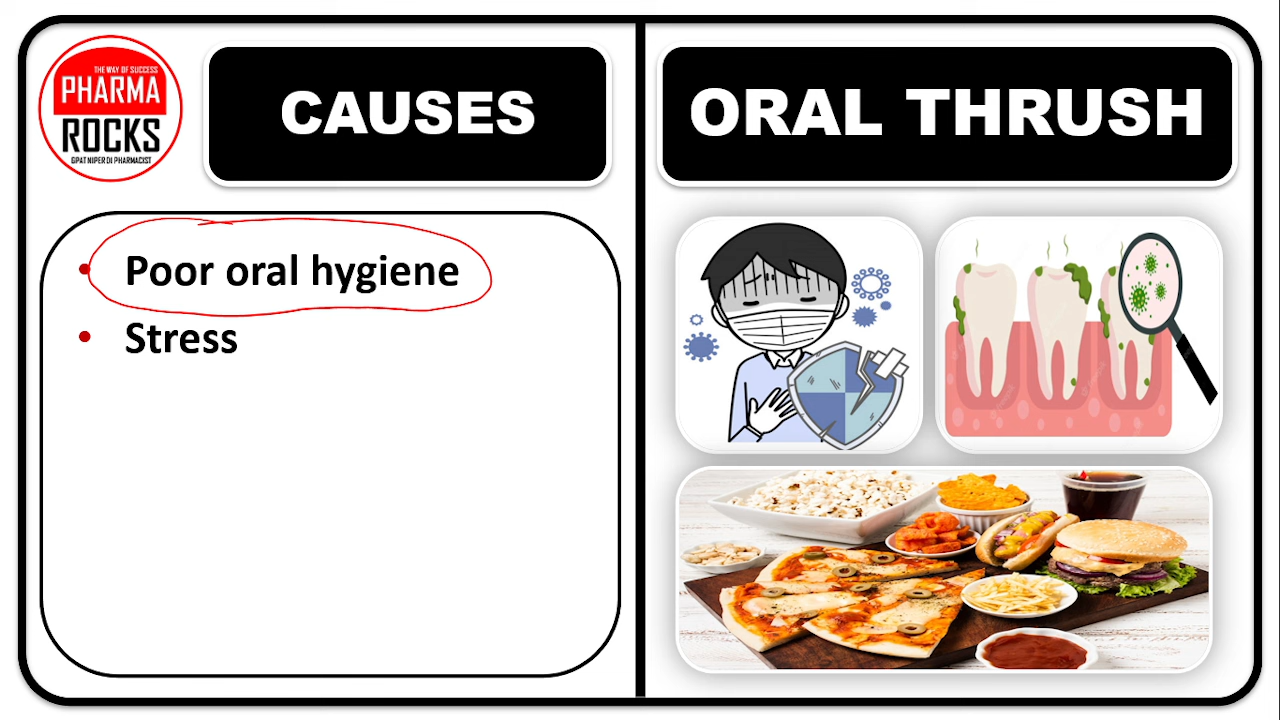 THE WAY OF SUCCESS
PHARMA
ROCKS
GPAT NIPER DI PHARMACIST
CAUSES
ORAL THRUSH
• Poor oral hygiene
• Stress